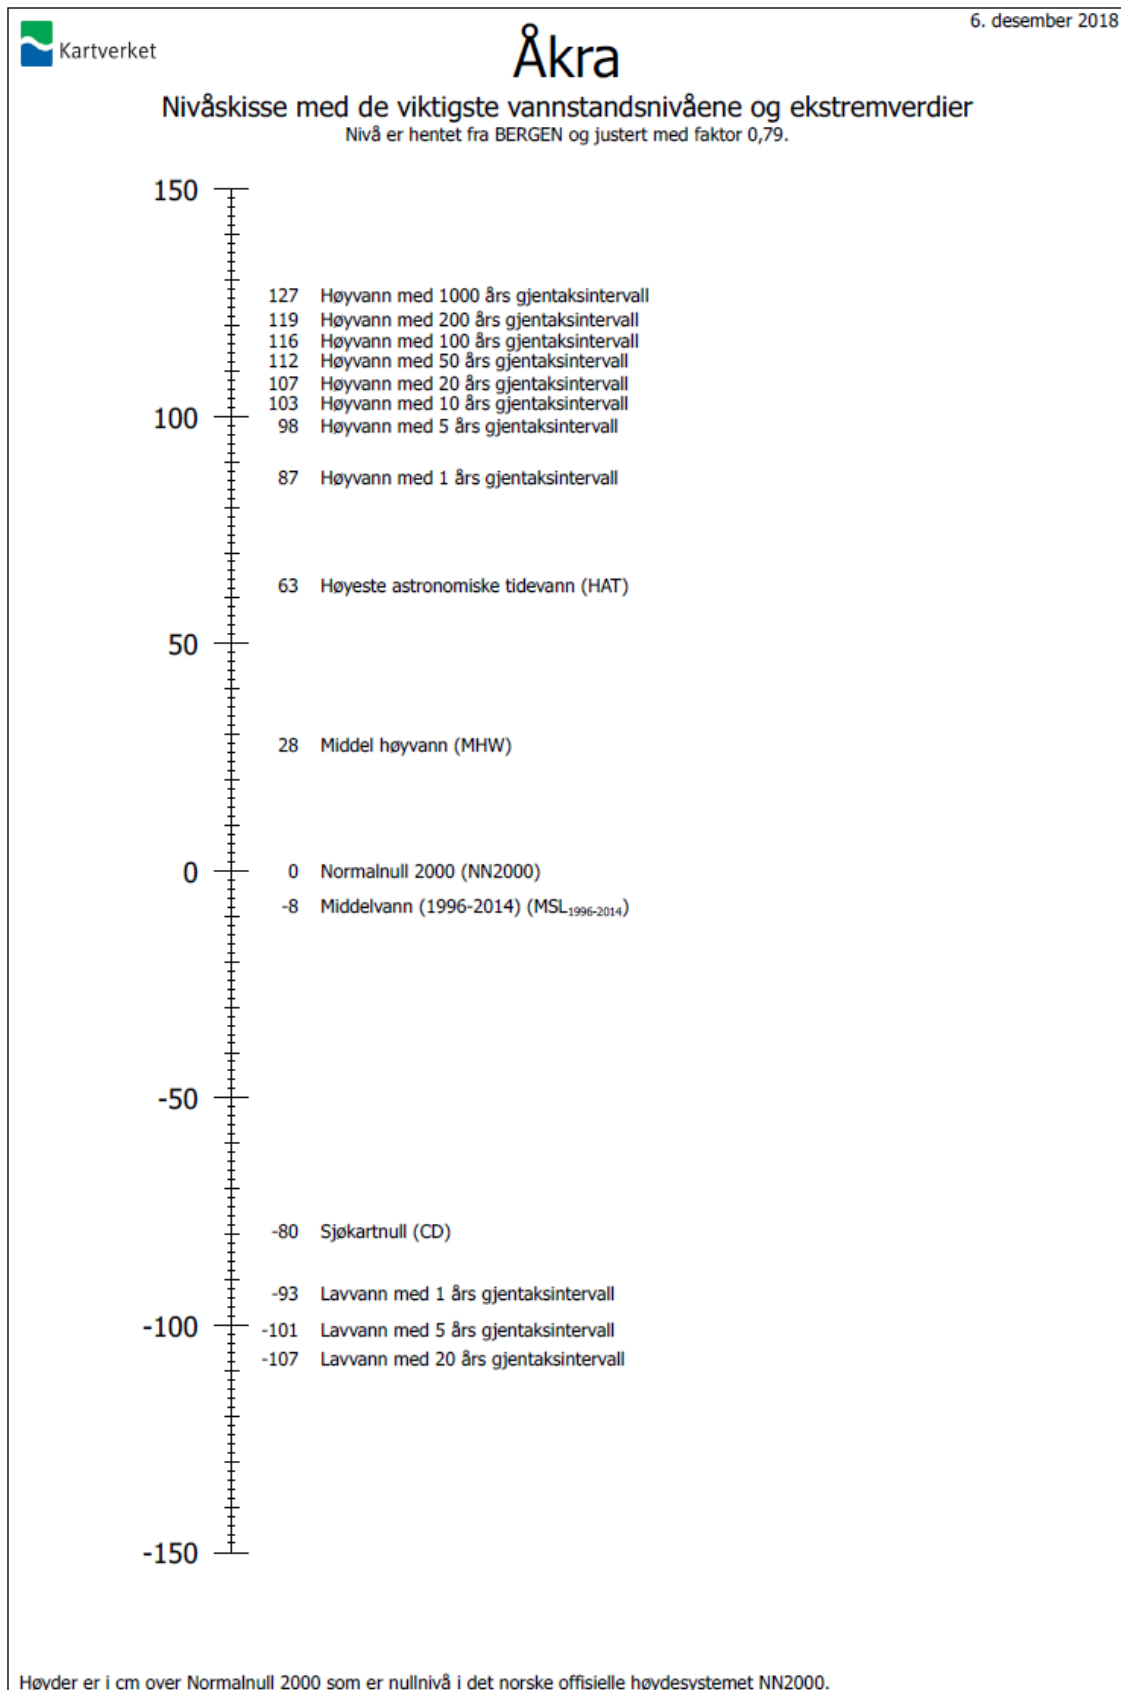 6. desember 2018
Kartverket
Åkra
Nivåskisse med de viktigste vannstandsnivåene og ekstremverdier
Nivå er hentet fra BERGEN og justert med faktor 0,79.
150
127 Høyvann med 1000 års gjentaksintervall
119 Høyvann med 200 års gjentaksintervall
116 Høyvann med 100 års gjentaksintervall
112 Høyvann med 50 års gjentaksintervall
107 Høyvann med 20 års gjentaksintervall
103 Høyvann med 10 års gjentaksintervall
100
98 Høyvann med 5 års gjentaksintervall
87 Høyvann med 1 års gjentaksintervall
63 Høyeste astronomiske tidevann (HAT)
50
28 Middel høyvann (MHW)
0
0 Normalnull 2000 (NN2000)
-8 Middelvann (1996-2014) (MSL1996-2014)
-50
-80 Sjøkartnull (CD)
-93 Lavvann med 1 års gjentaksintervall
-100
-101 Lavvann med 5 års gjentaksintervall
-107 Lavvann med 20 års gjentaksintervall
-150
Høyder er i cm over Normalnull 2000 som er nullnivå i det norske offisielle høydesystemet NN2000.